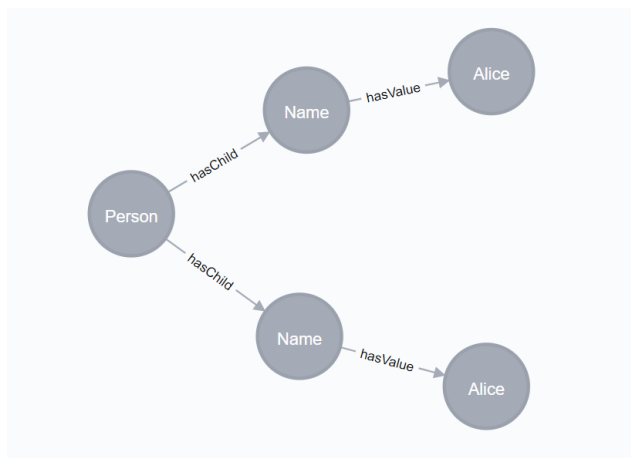 Alice
hasValue
Name
hasChild
Person
hasChild
Name
hasValue
Alice